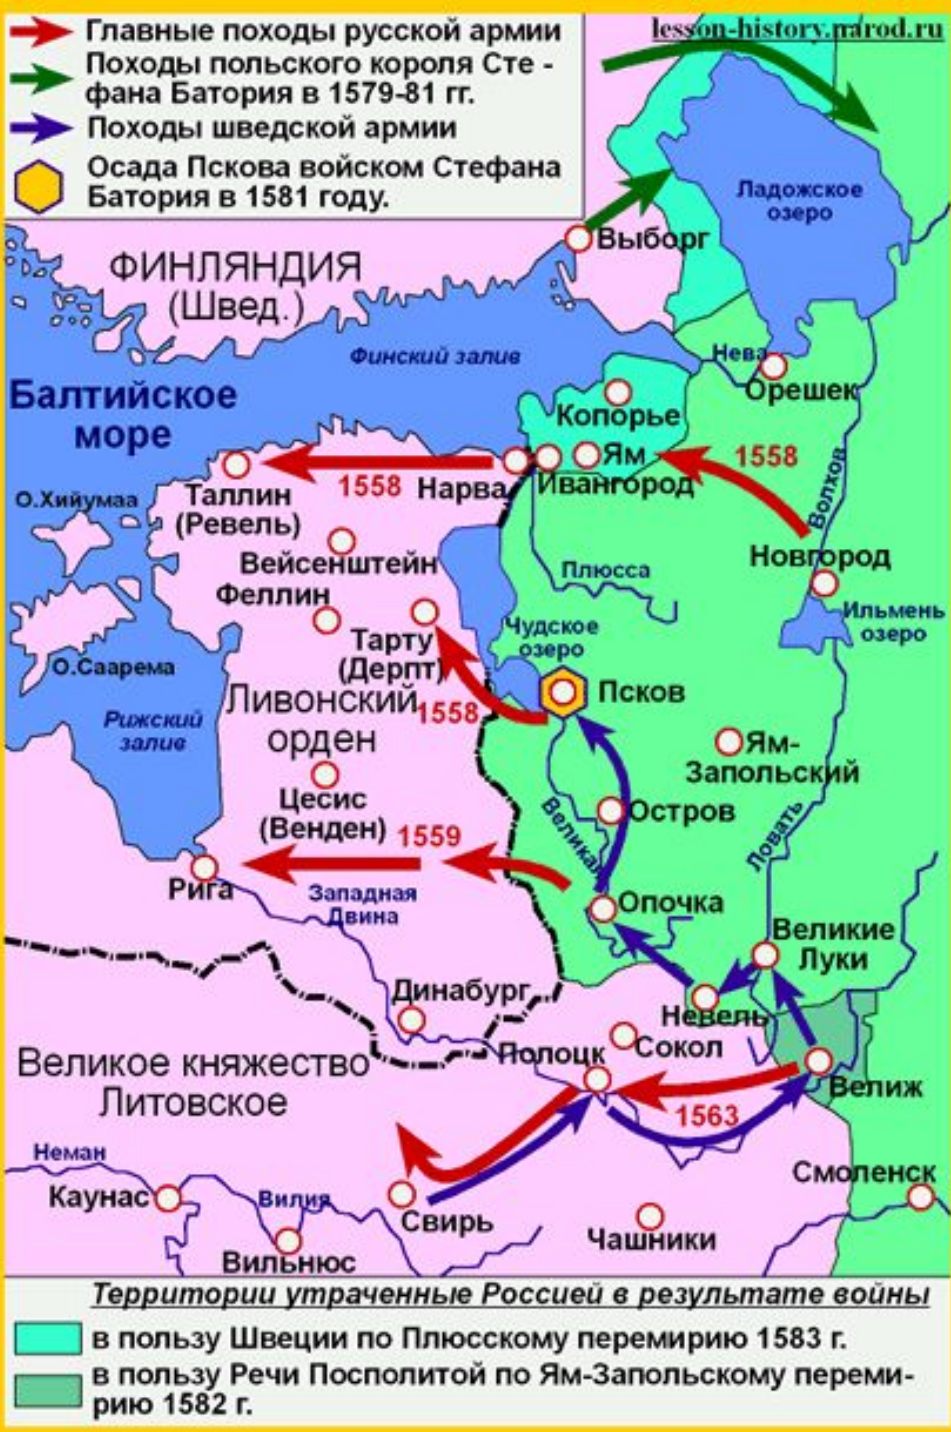 lesson-history.narod.ru
Главные походы русской армии
Походы польского короля Сте -
фана Батория в 1579-81 гг.
Походы шведской армии
Осада Пскова войском Стефана
Батория в 1581 году.
Ладожское
озеро
Выборг
ФИНЛЯНДИЯ
(Швед.)
Финский залив
Нева
Орешек
Балтийское
море
Копорье
Ям
1558
Волхов
1558
Нарва
Ивангород
Таллин
(Ревель)
О.Хийумаа
Вейсенштейн
Новгород
Плюсса
Феллин
Ильмень
озеро
Чудское
озеро
Тарту
(Дерпт)
О.Саарема
Псков
Ливонский
орден
1558
Рижский
залив
Ям-
Запольский
Цесис
(Венден)
Остров
Великая
Ловать
1559
Рига
Западная
Двина
Опочка
Великие
Луки
Динабург
Невель
Сокол
Полоцк
Великое княжество
Литовское
Велиж
1563
Неман
Смоленск
Каунас
Вилия
Свирь
Чашники
Вильнюс
Территории утраченные Россией в результате войны
в пользу Швеции по Плюсскому перемирию 1583 г.
в пользу Речи Посполитой по Ям-Запольскому переми-
рию 1582 г.